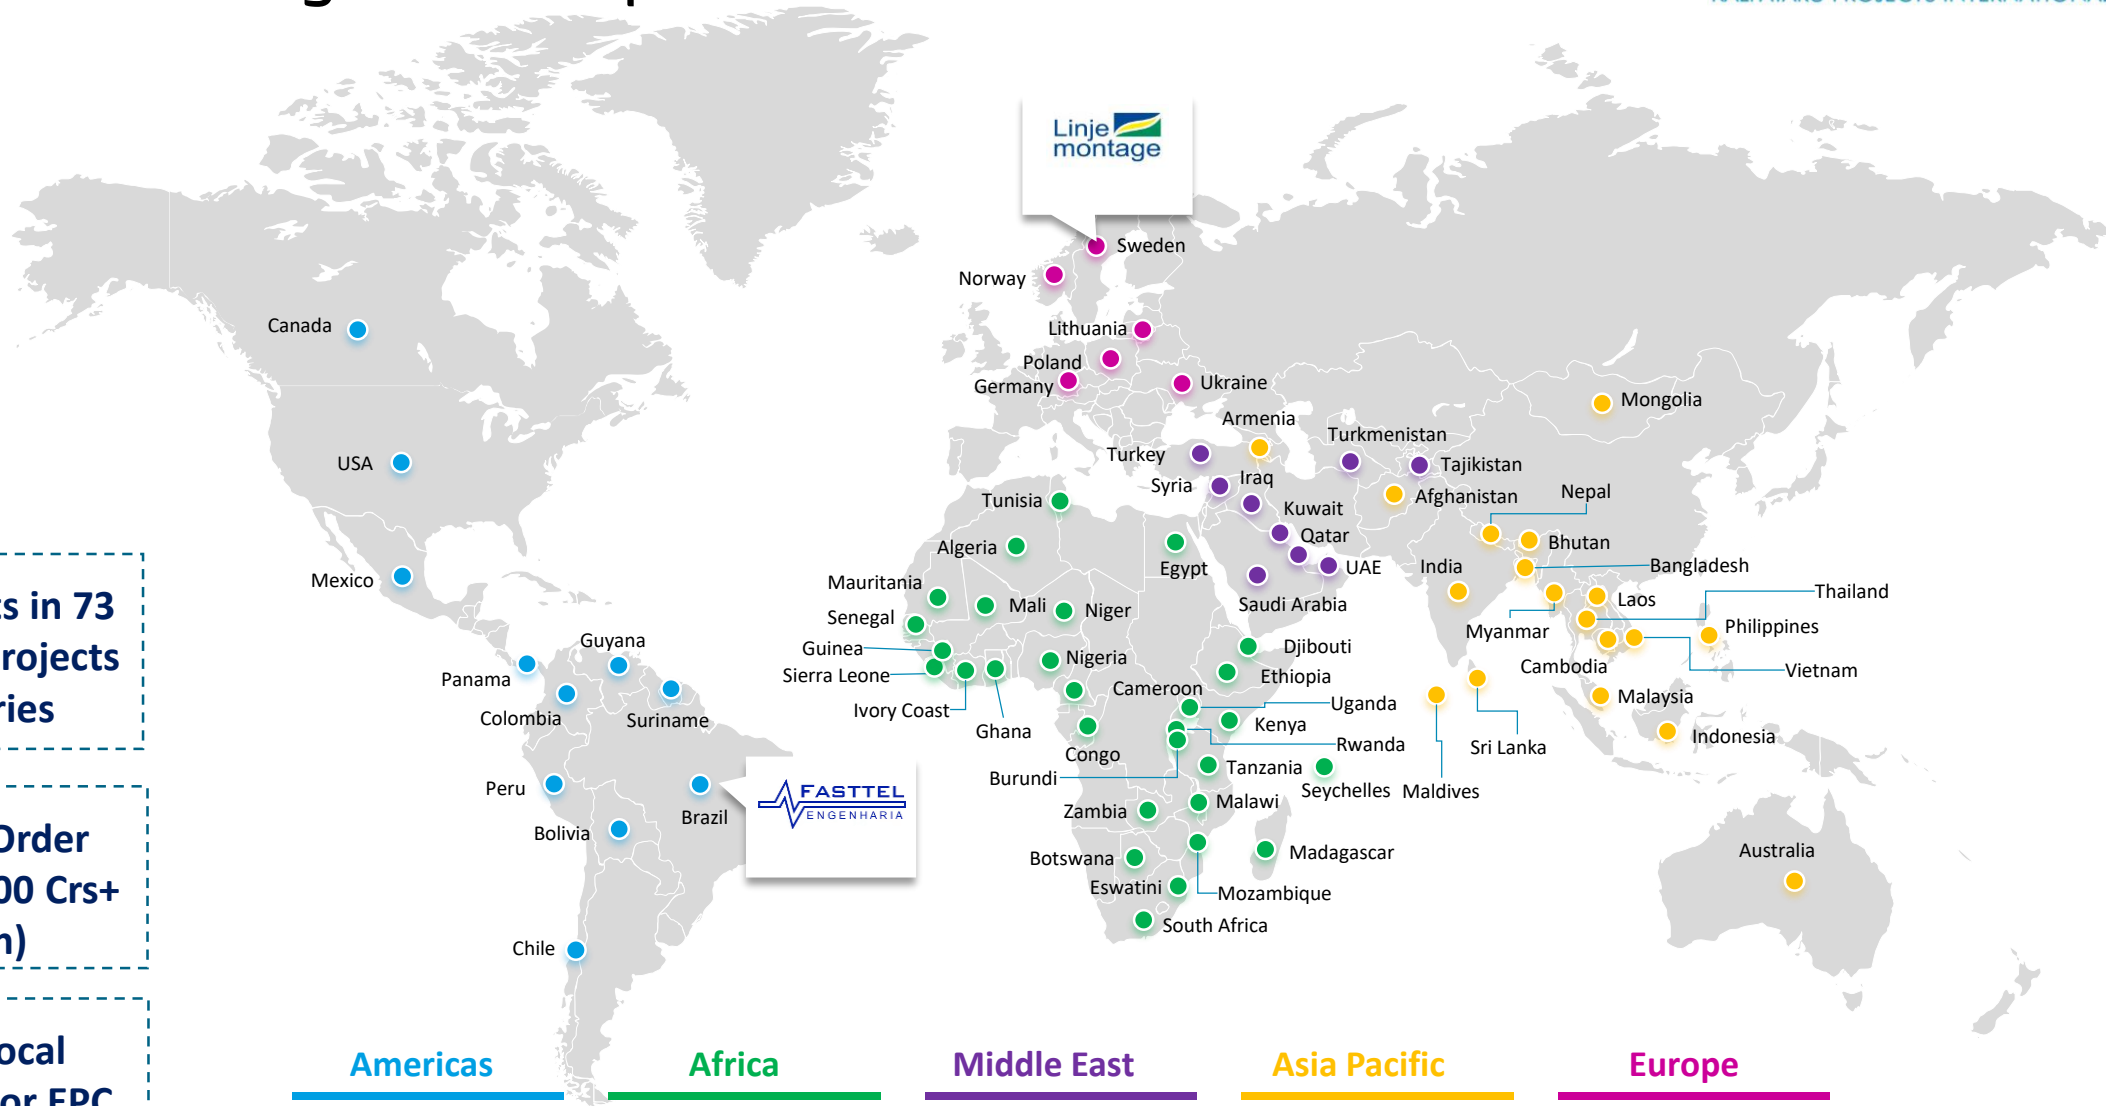 Linje
montage
Sweden
Norway
Canada
Lithuania
Poland
Germany
Ukraine
Mongolia
Armenia
Turkmenistan
USA
Turkey
Tajikistan
Syria
Iraq
Afghanistan
Nepal
Tunisia
Kuwait
Qatar
Algeria
Egypt
Bhutan
UAE
India
Bangladesh
Mexico
Mauritania
Mali
Niger
Saudi Arabia
Laos
Thailand
Senegal
Myanmar
Philippines
Guyana
Guinea
Nigeria
Djibouti
Sierra Leone
Ethiopia
Cambodia
Vietnam
Panama
Cameroon
Malaysia
Colombia
Suriname
Ivory Coast
Ghana
Uganda
Kenya
Congo
Rwanda
Sri Lanka
Indonesia
Burundi
Tanzania
Seychelles
Maldives
Peru
Brazil
FASTTEL
ENGENHARIA
Bolivia
Zambia
Malawi
Botswana
Madagascar
Australia
Eswatini
Mozambique
South Africa
Chile
ts in 73
rojects
ries
Order
00 Crs+
n)
ocal
or EPC
Americas
Africa
Middle East
Asia Pacific
Europe